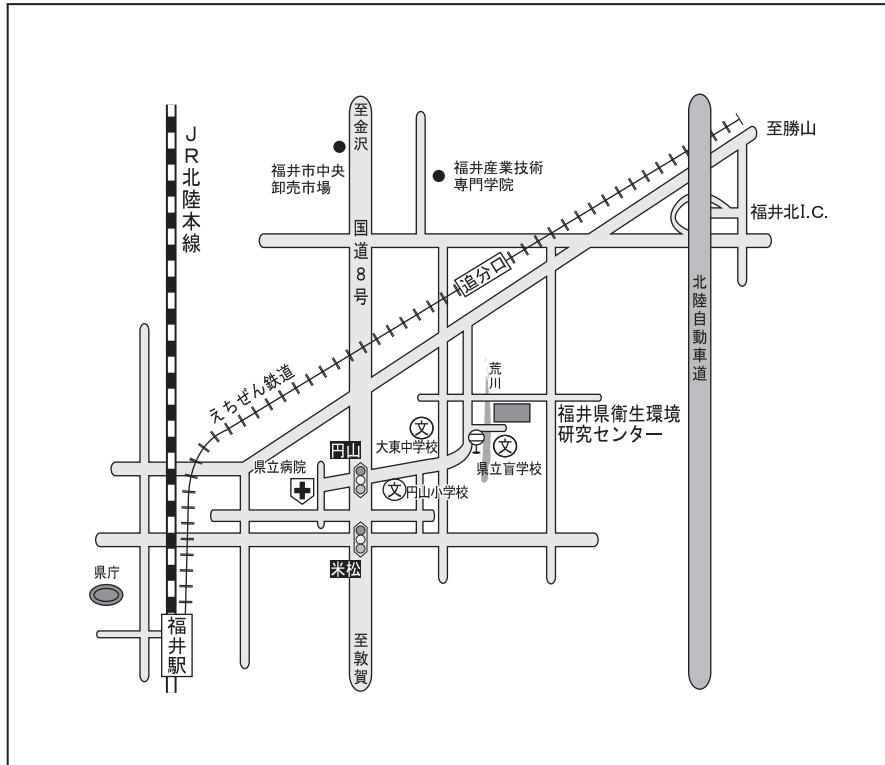 JR北陸本線
至金沢
国道8号
至敦賀
福井市中央
卸売市場
福井産業技術
専門学院
至勝山
福井北I.C.
北陸自動車道
追分口
えちぜん鉄道
荒川
福井県衛生環境
研究センター
大東中学校
文
円山
県立病院
県立盲学校
文
円山小学校
文
米松
県庁
福井駅